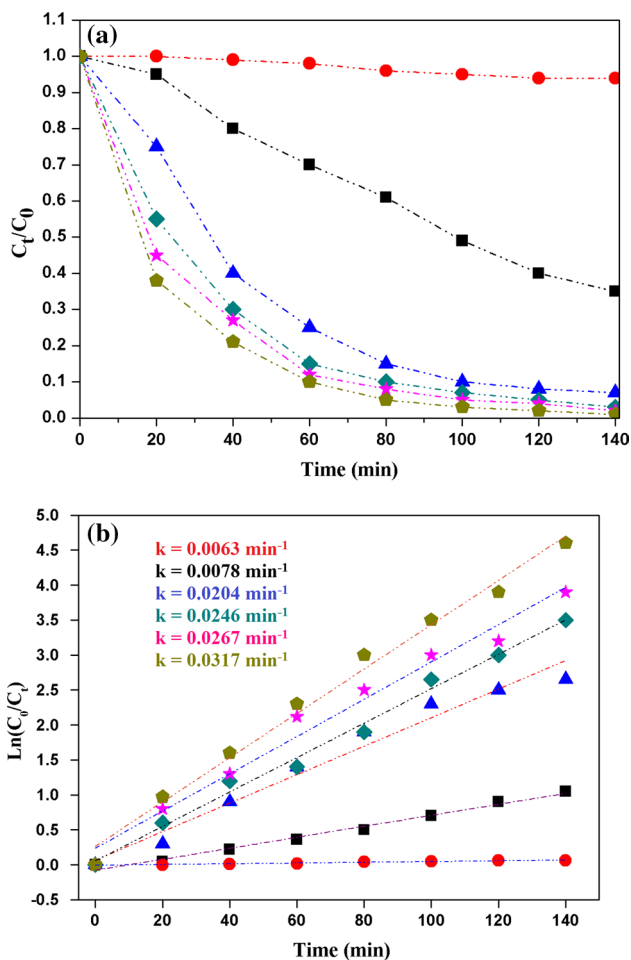 (a)
1.1
1.0
0.9
0.8
0.7
0.6
0.5
0.4
0.3
0.2
0.1
0.0
Cₜ/C₀
0 20 40 60 80 100 120 140
Time (min)
(b)
5.0
4.5
4.0
3.5
3.0
2.5
2.0
1.5
1.0
0.5
0.0
-0.5
Ln(C₀/Cₜ)
k = 0.0063 min⁻¹
k = 0.0078 min⁻¹
k = 0.0204 min⁻¹
k = 0.0246 min⁻¹
k = 0.0267 min⁻¹
k = 0.0317 min⁻¹
0 20 40 60 80 100 120 140
Time (min)